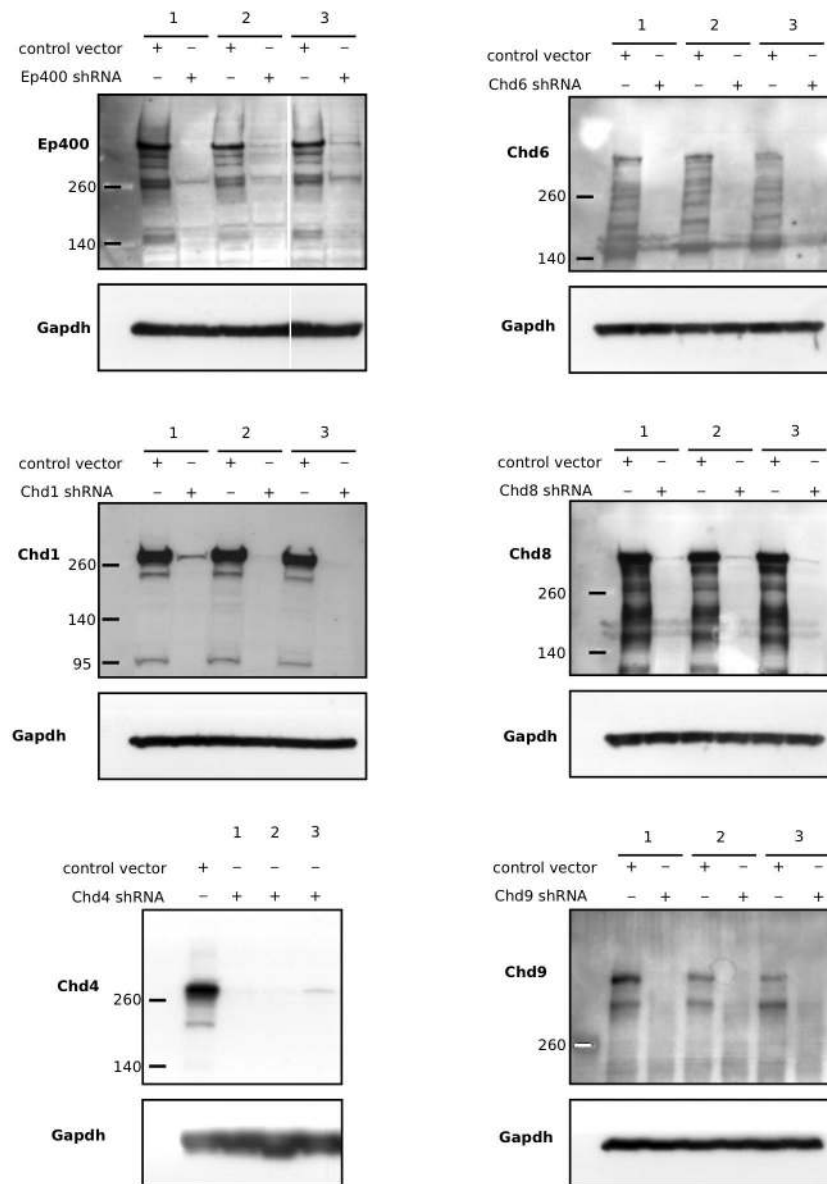 1 2 3
control vector + – + – + –
Ep400 shRNA – + – + – +
Ep400
260
140
Gapdh
1 2 3
control vector + – + – + –
Chd6 shRNA – + – + – +
Chd6
260
140
Gapdh
1 2 3
control vector + – + – + –
Chd1 shRNA – + – + – +
Chd1
260
140
95
Gapdh
1 2 3
control vector + – + – + –
Chd8 shRNA – + – + – +
Chd8
260
140
Gapdh
1 2 3
control vector + – – –
Chd4 shRNA – + + +
Chd4
260
140
Gapdh
1 2 3
control vector + – + – + –
Chd9 shRNA – + – + – +
Chd9
260
Gapdh